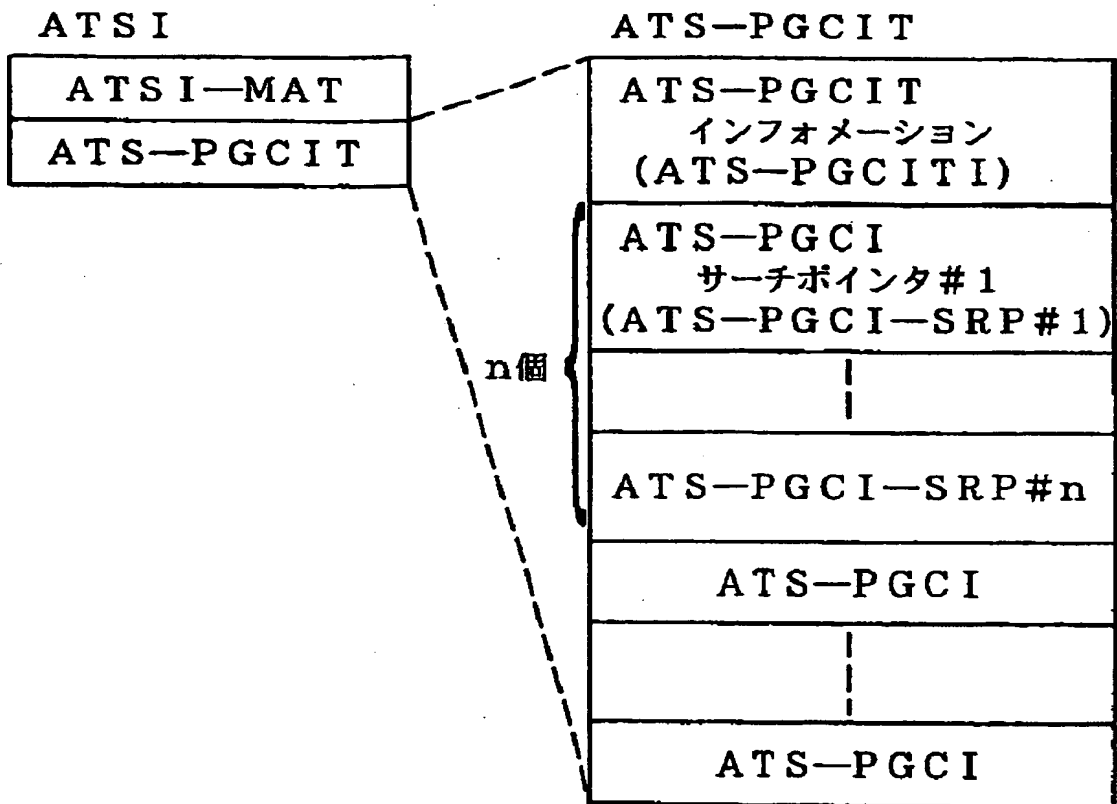 ATSI
ATSI—MAT
ATS—PGCIT
ATS—PGCIT
ATS—PGCIT
インフォメーション
(ATS—PGCITI)
ATS—PGCI
サーチポインタ#1
(ATS—PGCI—SRP#1)
n個
ATS—PGCI—SRP#n
ATS—PGCI
ATS—PGCI